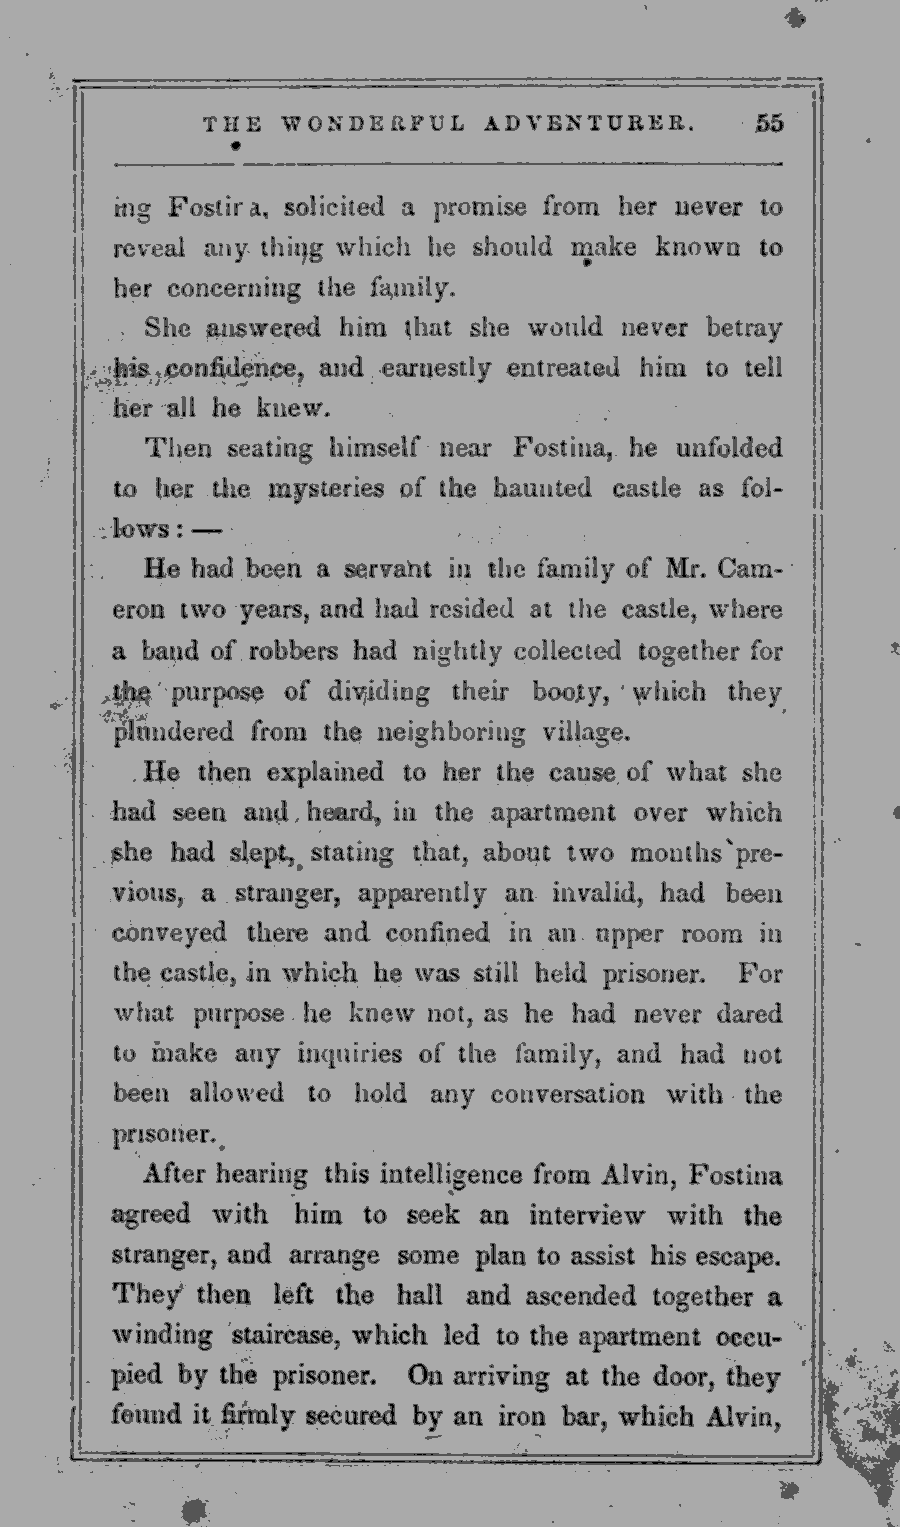 THE WONDERFUL ADVENTURER. 55
ing Fostira, solicited a promise from her never to
reveal any thing which he should make known to
her concerning the family.
She answered him that she would never betray
his confidence, and earnestly entreated him to tell
her all he knew.
Then seating himself near Fostina, he unfolded
to her the mysteries of the haunted castle as fol-
lows: —
He had been a servant in the family of Mr. Cam-
eron two years, and had resided at the castle, where
a band of robbers had nightly collected together for
the purpose of dividing their booty, which they
plundered from the neighboring village.
He then explained to her the cause of what she
had seen and heard, in the apartment over which
she had slept, stating that, about two months pre-
vious, a stranger, apparently an invalid, had been
conveyed there and confined in an upper room in
the castle, in which he was still held prisoner. For
what purpose he knew not, as he had never dared
to make any inquiries of the family, and had not
been allowed to hold any conversation with the
prisoner.
After hearing this intelligence from Alvin, Fostina
agreed with him to seek an interview with the
stranger, and arrange some plan to assist his escape.
They then left the hall and ascended together a
winding staircase, which led to the apartment occu-
pied by the prisoner. On arriving at the door, they
found it firmly secured by an iron bar, which Alvin,